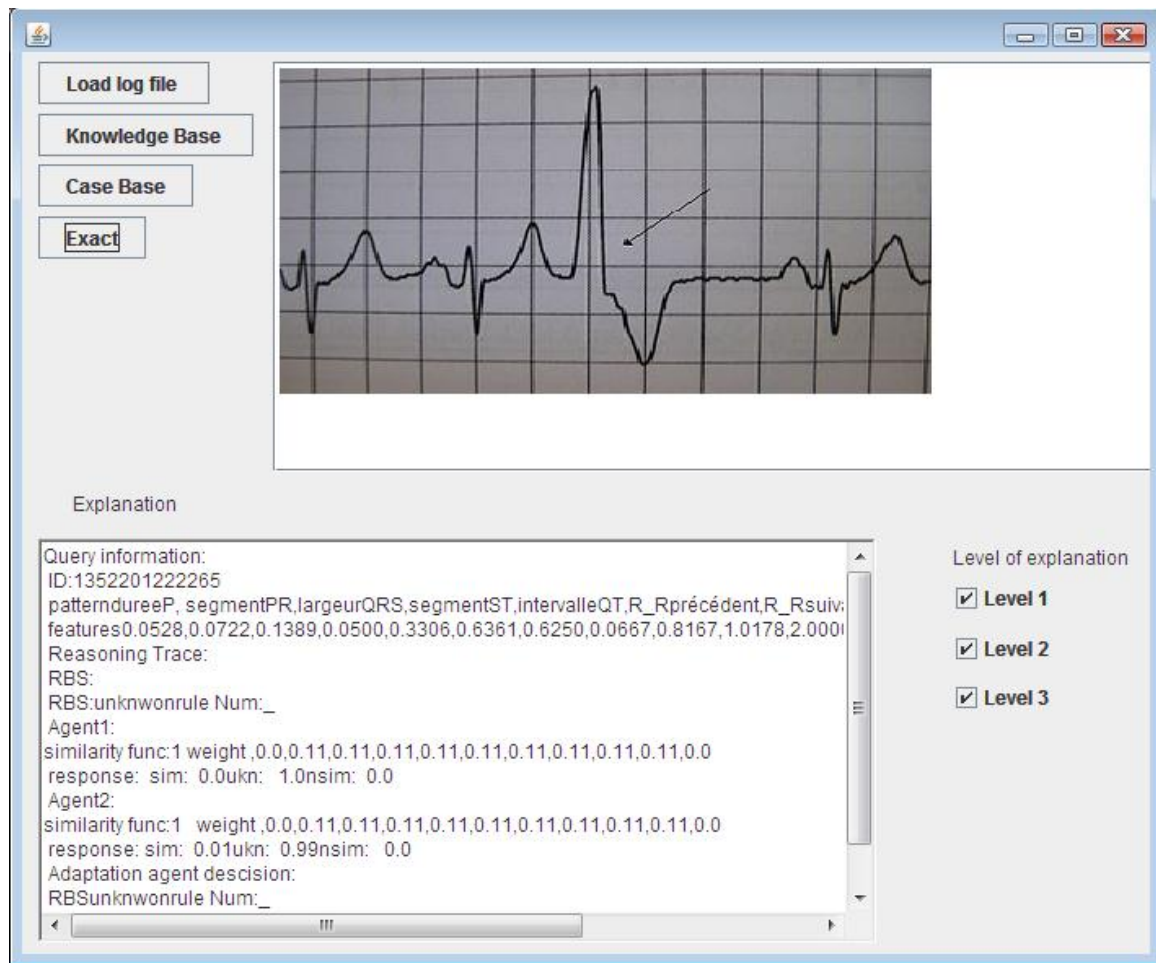 Load log file
Knowledge Base
Case Base
Exact
Explanation
Query information:
ID:1352201222265
patterndureeP, segmentPR,largeurQRS,segmentST,intervalleQT,R_Rprécédent,R_Rsuiv
features0.0528,0.0722,0.1389,0.0500,0.3306,0.6361,0.6250,0.0667,0.8167,1.0178,2.000
Reasoning Trace:
RBS:
RBS:unknwonrule Num:_
Agent1:
similarity func:1 weight ,0.0,0.11,0.11,0.11,0.11,0.11,0.11,0.11,0.11,0.11,0.0
response: sim: 0.0ukn: 1.0nsim: 0.0
Agent2:
similarity func:1 weight ,0.0,0.11,0.11,0.11,0.11,0.11,0.11,0.11,0.11,0.11,0.0
response: sim: 0.01ukn: 0.99nsim: 0.0
Adaptation agent descision:
RBSunknwonrule Num:_
Level of explanation
Level 1
Level 2
Level 3